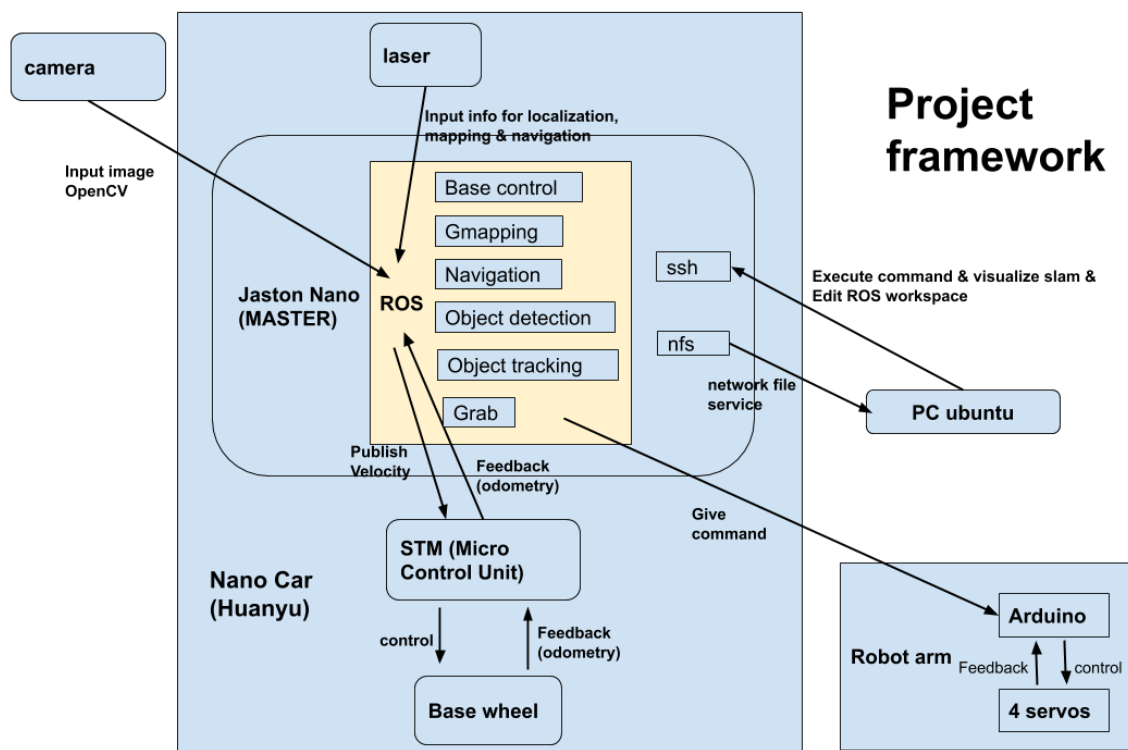 camera
laser
Project
framework
Input info for localization,
mapping & navigation
Input image
OpenCV
Base control
Gmapping
Navigation
Object detection
Object tracking
Grab
ROS
Jaston Nano
(MASTER)
ssh
nfs
Execute command & visualize slam &
Edit ROS workspace
network file
service
PC ubuntu
Publish
Velocity
Feedback
(odometry)
Give
command
STM (Micro
Control Unit)
Nano Car
(Huanyu)
control
Feedback
(odometry)
Base wheel
Arduino
Robot arm
Feedback
control
4 servos